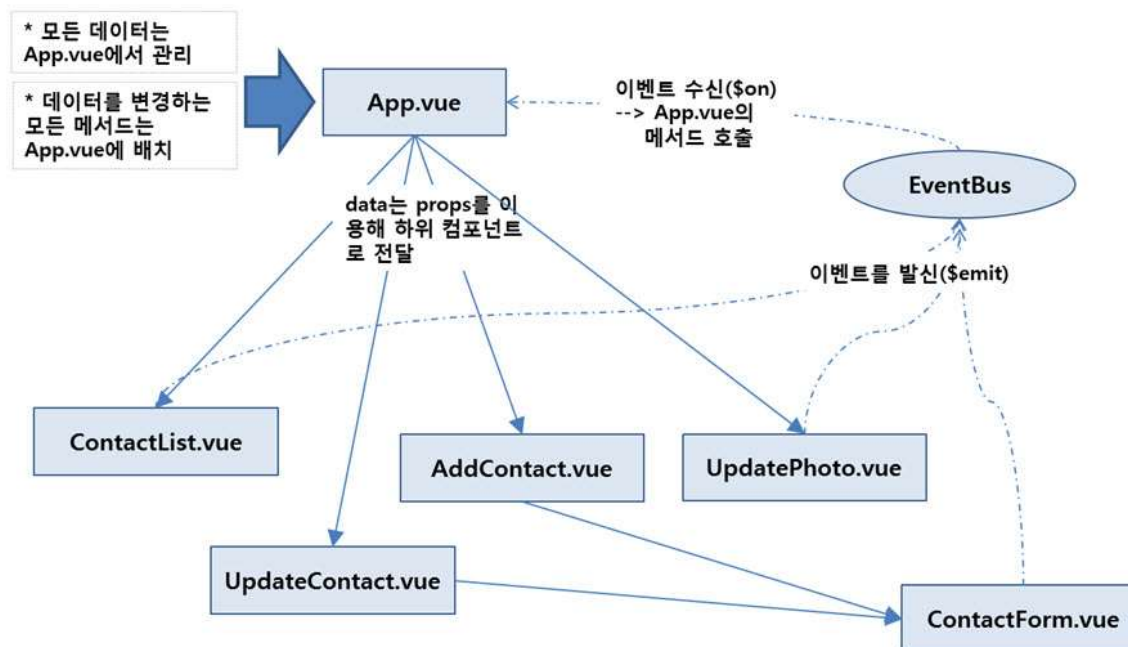 * 모든 데이터는
App.vue에서 관리
* 데이터를 변경하는
모든 메서드는
App.vue에 배치
App.vue
이벤트 수신($on)
--> App.vue의
메서드 호출
EventBus
data는 props를 이
용해 하위 컴포넌트
로 전달
이벤트를 발신($emit)
ContactList.vue
AddContact.vue
UpdatePhoto.vue
UpdateContact.vue
ContactForm.vue